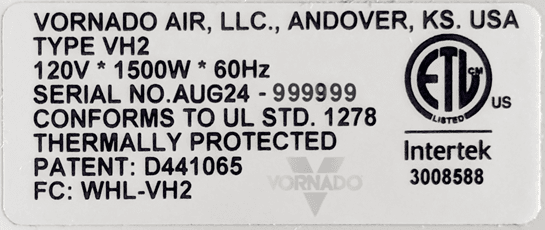 VORNADO AIR, LLC., ANDOVER, KS. USA
TYPE VH2
120V * 1500W * 60Hz
SERIAL NO.AUG24 - 999999
CONFORMS TO UL STD. 1278
THERMALLY PROTECTED
PATENT: D441065
FC: WHL-VH2
VORNADO
ETL CM
LISTED
US
Intertek
3008588